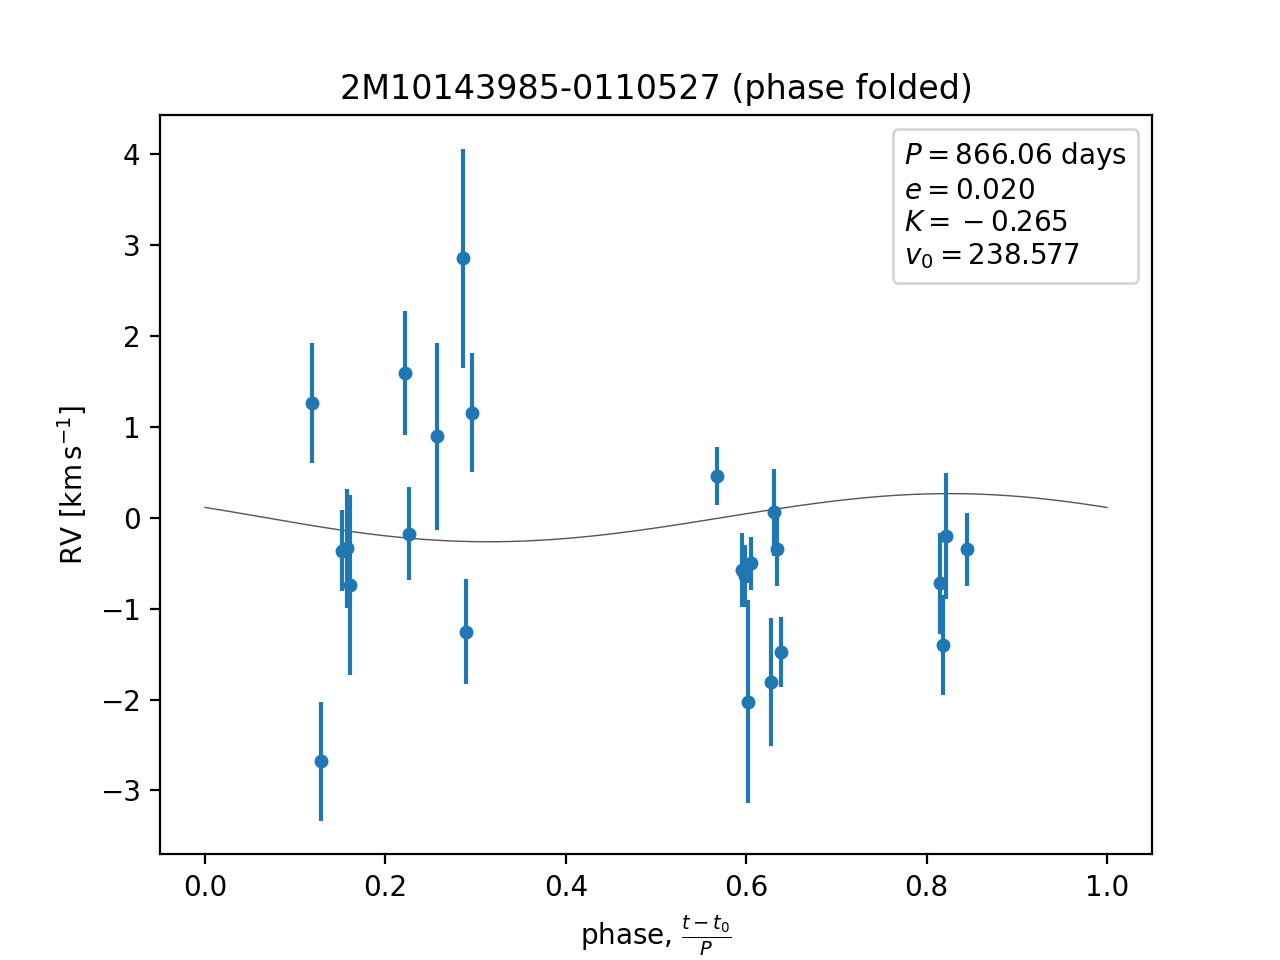 2M10143985-0110527 (phase folded)
P = 866.06 days
e = 0.020
K = −0.265
v₀ = 238.577
RV [km s⁻¹]
4
3
2
1
0
−1
−2
−3
0.0 0.2 0.4 0.6 0.8 1.0
phase, (t − t₀)/P